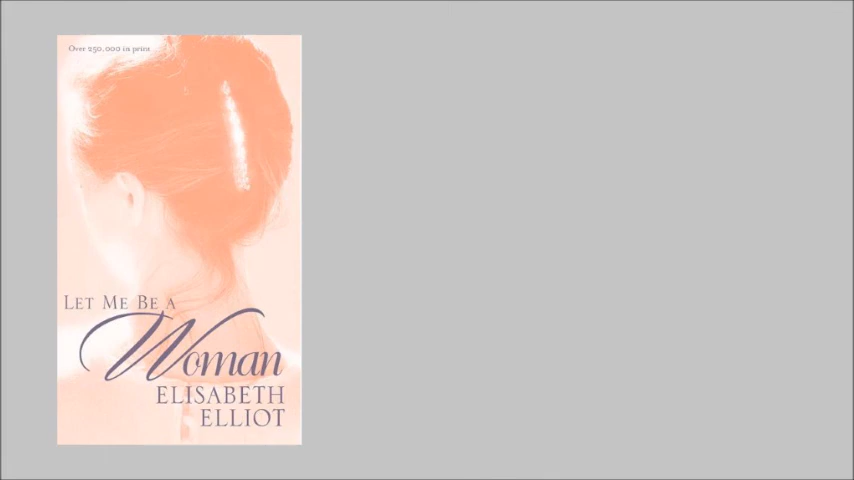 Over 250,000 in print
LET ME BE A
Woman
ELISABETH
ELLIOT